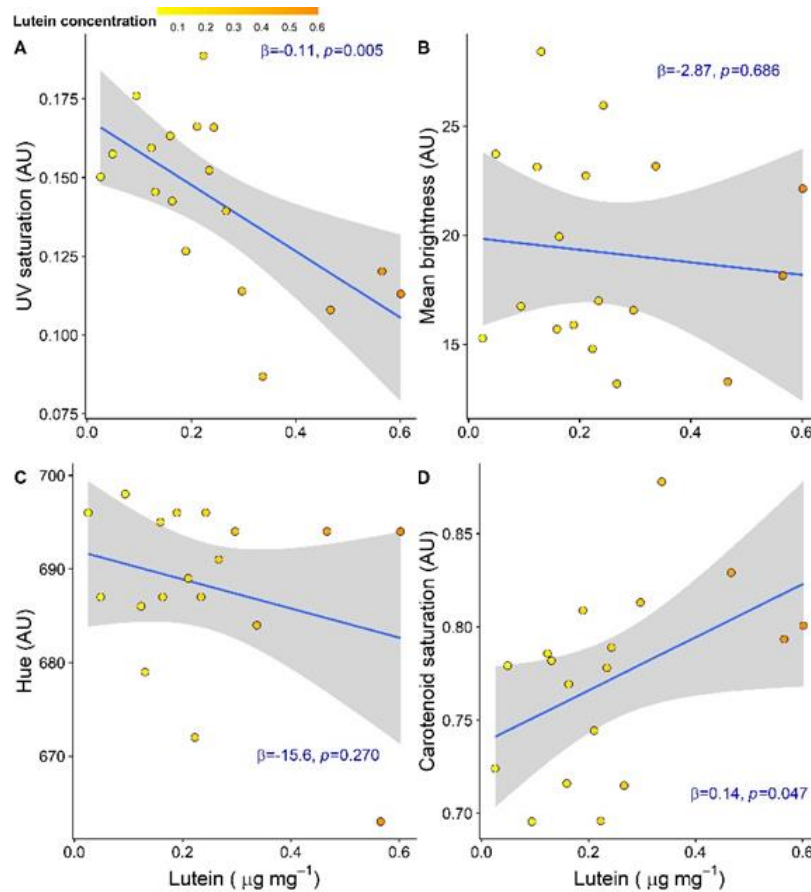 Lutein concentration 0.1 0.2 0.3 0.4 0.5 0.6
A
β=-0.11, p=0.005
UV saturation (AU)
0.175
0.150
0.125
0.100
0.075
0.0 0.2 0.4 0.6
B
β=-2.87, p=0.686
Mean brightness (AU)
25
20
15
0.0 0.2 0.4 0.6
C
β=-15.6, p=0.270
Hue (AU)
700
690
680
670
0.0 0.2 0.4 0.6
Lutein ( μg mg⁻¹)
D
β=0.14, p=0.047
Carotenoid saturation (AU)
0.85
0.80
0.75
0.70
0.0 0.2 0.4 0.6
Lutein ( μg mg⁻¹)